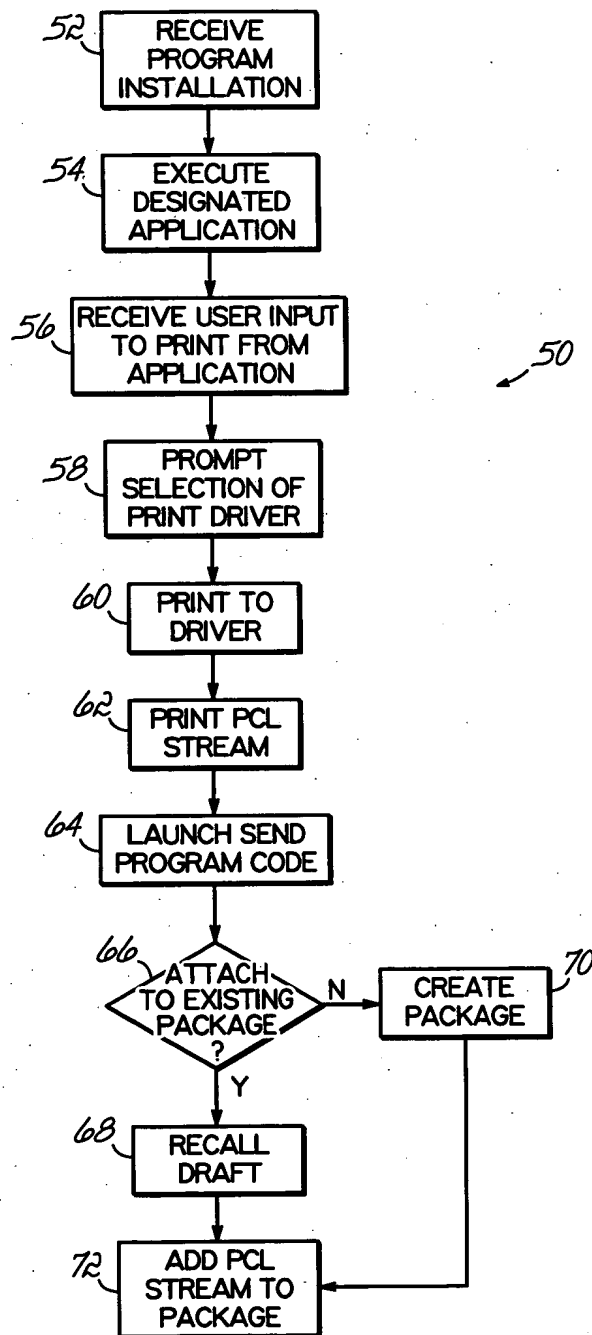 52
RECEIVE
PROGRAM
INSTALLATION
54
EXECUTE
DESIGNATED
APPLICATION
56
RECEIVE USER INPUT
TO PRINT FROM
APPLICATION
50
58
PROMPT
SELECTION OF
PRINT DRIVER
60
PRINT TO
DRIVER
62
PRINT PCL
STREAM
64
LAUNCH SEND
PROGRAM CODE
66
ATTACH
TO EXISTING
PACKAGE
?
N
Y
70
CREATE
PACKAGE
68
RECALL
DRAFT
72
ADD PCL
STREAM TO
PACKAGE